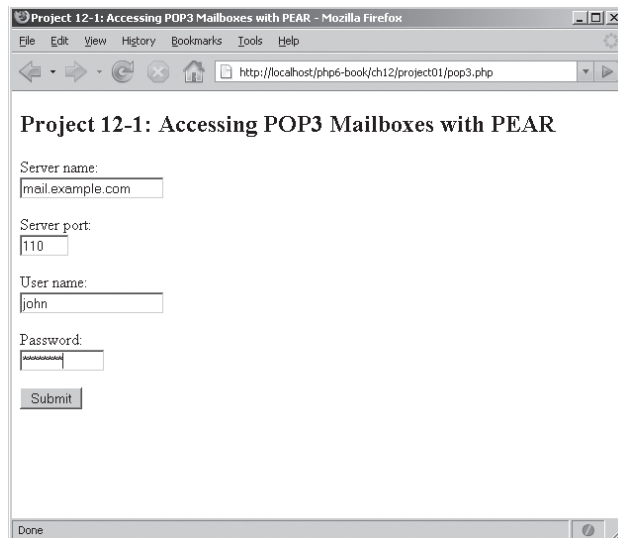 Project 12-1: Accessing POP3 Mailboxes with PEAR - Mozilla Firefox
File Edit View History Bookmarks Tools Help
http://localhost/php6-book/ch12/project01/pop3.php
Project 12-1: Accessing POP3 Mailboxes with PEAR
Server name:
mail.example.com
Server port:
110
User name:
john
Password:
********
Submit
Done